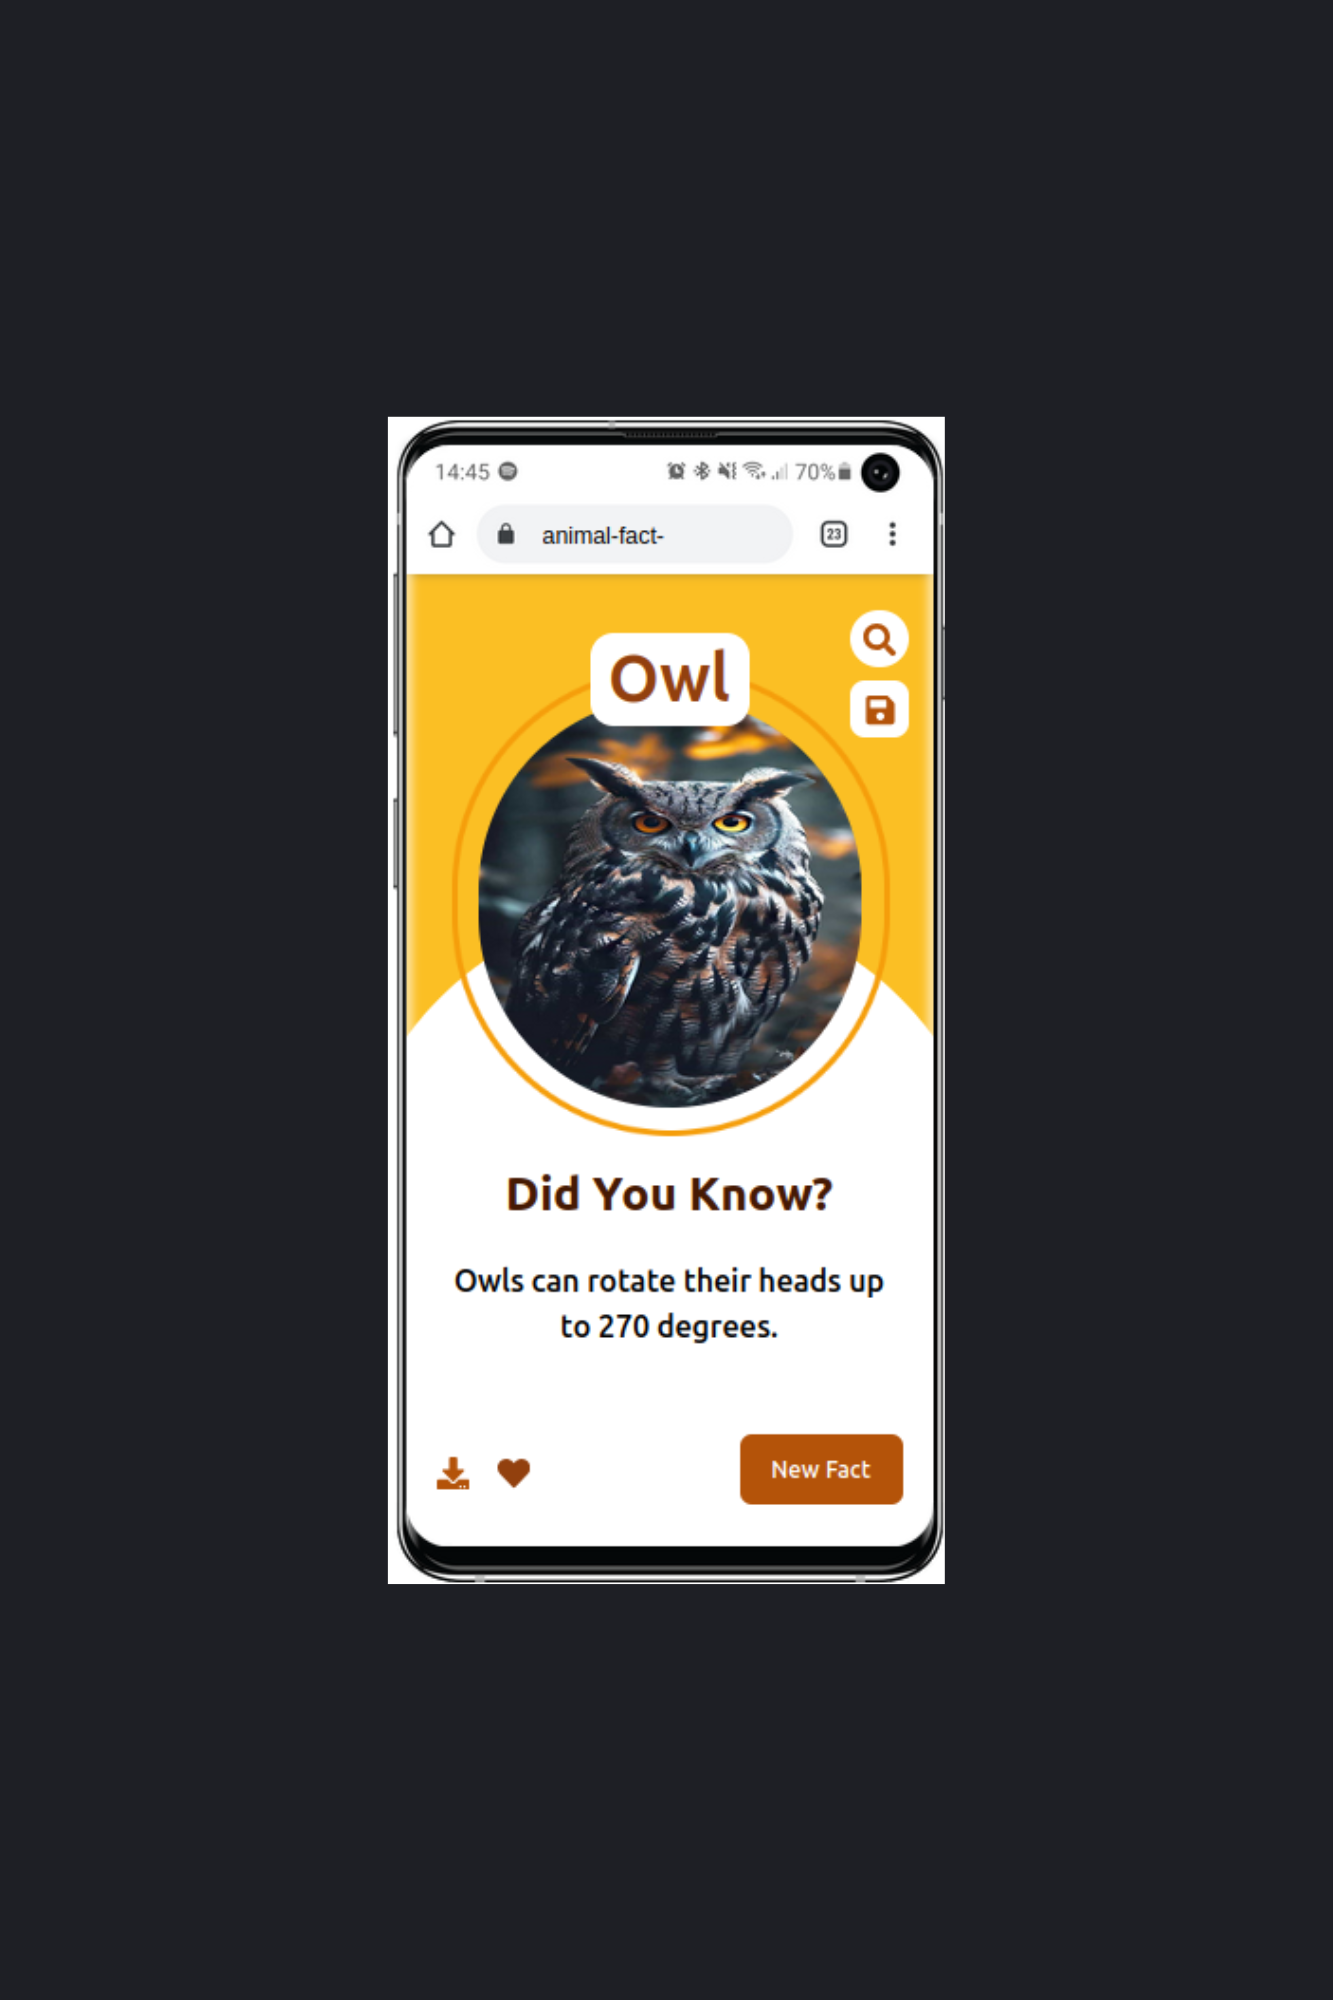 14:45
70%
animal-fact-
23
Owl
Did You Know?
Owls can rotate their heads up
to 270 degrees.
New Fact